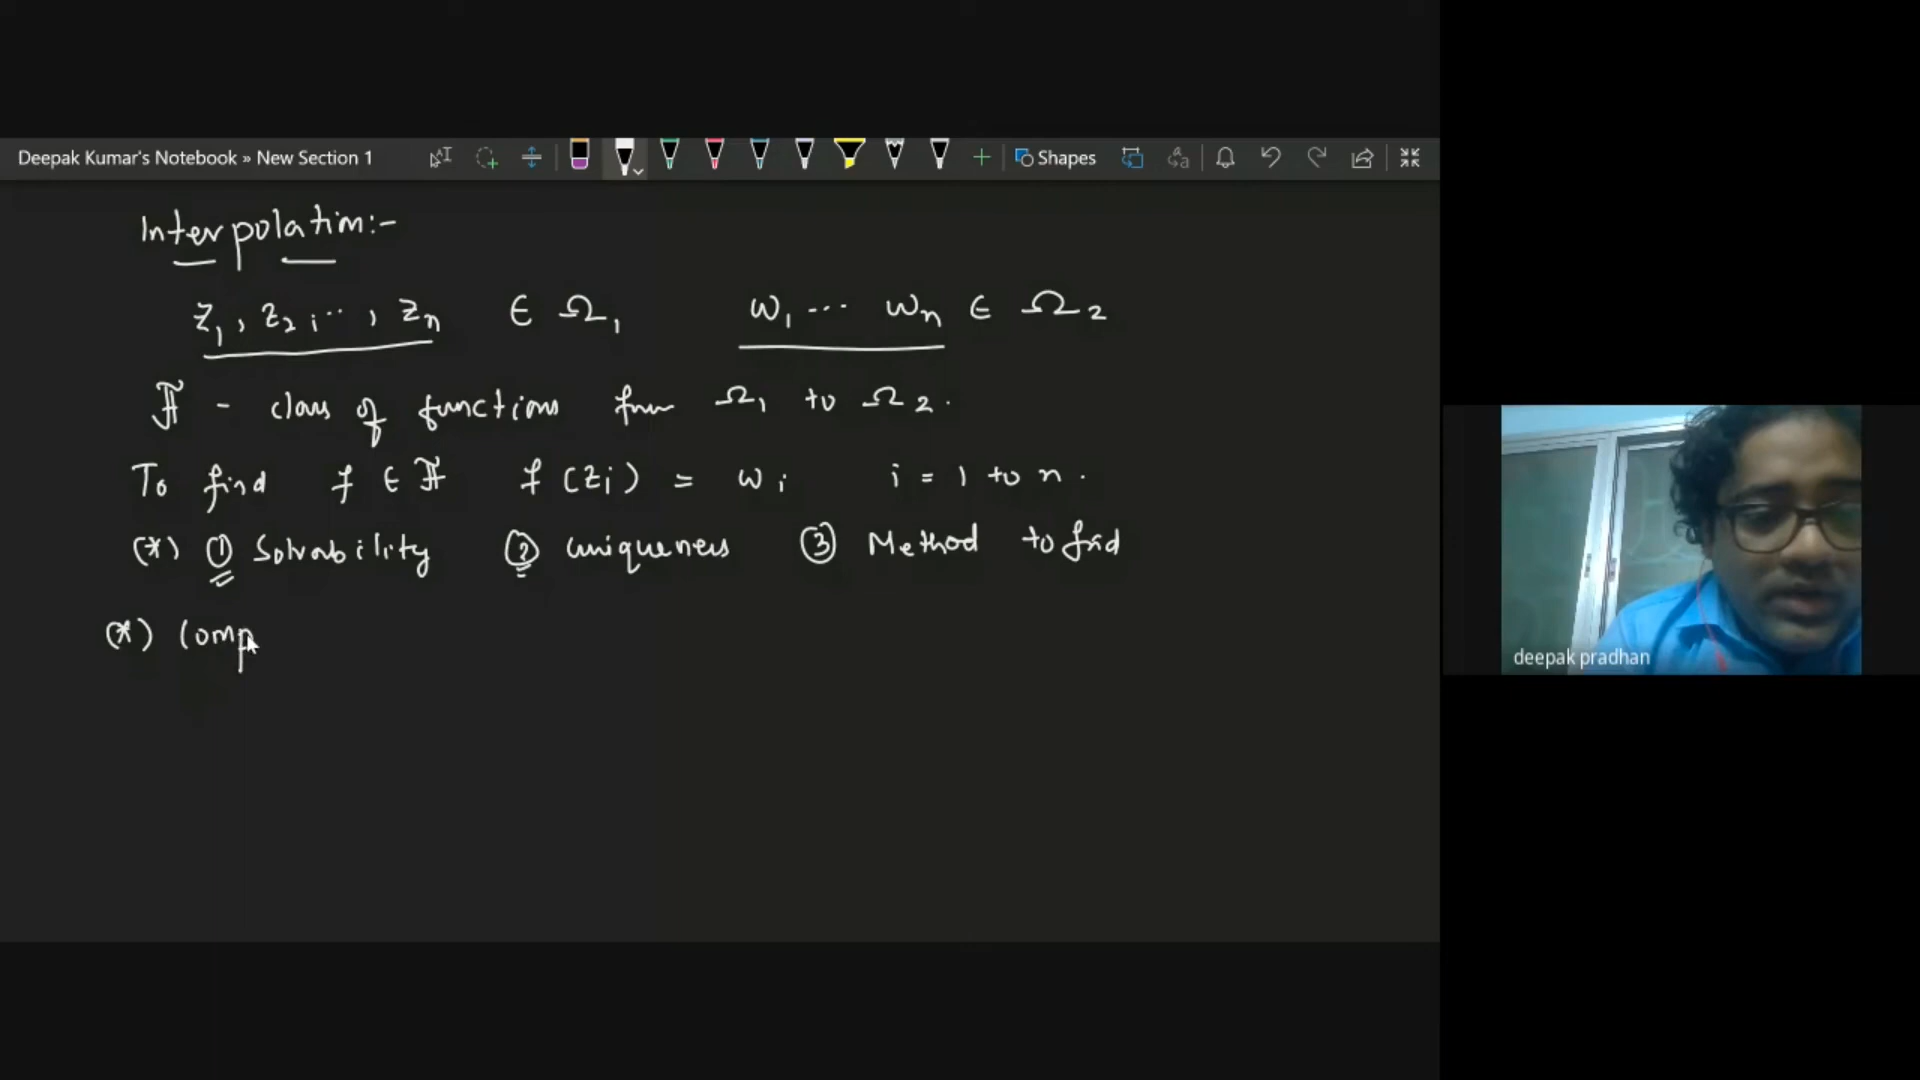 Deepak Kumar's Notebook » New Section 1
Shapes
Interpolation:-
z₁, z₂, ⋯, zₙ ∈ Ω₁ w₁ ⋯ wₙ ∈ Ω₂
𝓕 - class of functions from Ω₁ to Ω₂.
To find f ∈ 𝓕 f(zᵢ) = wᵢ i = 1 to n.
(*) ① Solvability ② uniqueness ③ Method to find
(*) Comp
deepak pradhan